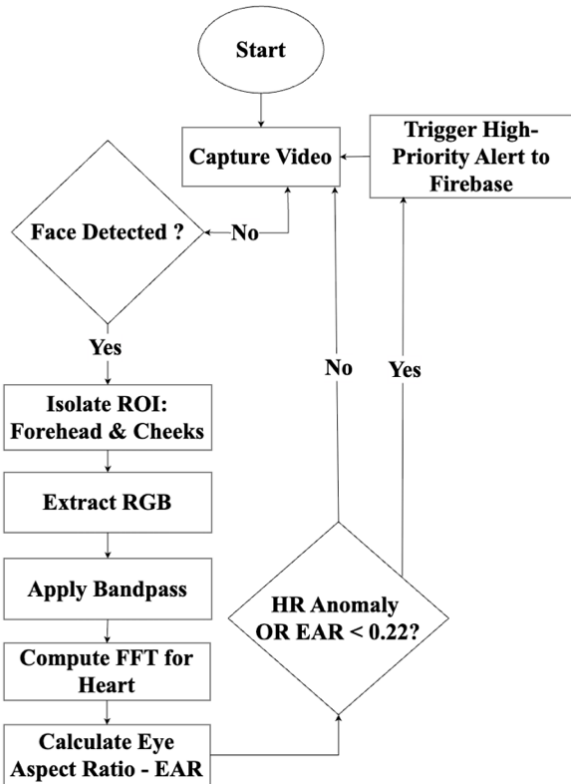 Start
Capture Video
Trigger High-
Priority Alert to
Firebase
Face Detected ?
No
Yes
No
Yes
Isolate ROI:
Forehead & Cheeks
Extract RGB
Apply Bandpass
HR Anomaly
OR EAR < 0.22?
Compute FFT for
Heart
Calculate Eye
Aspect Ratio - EAR